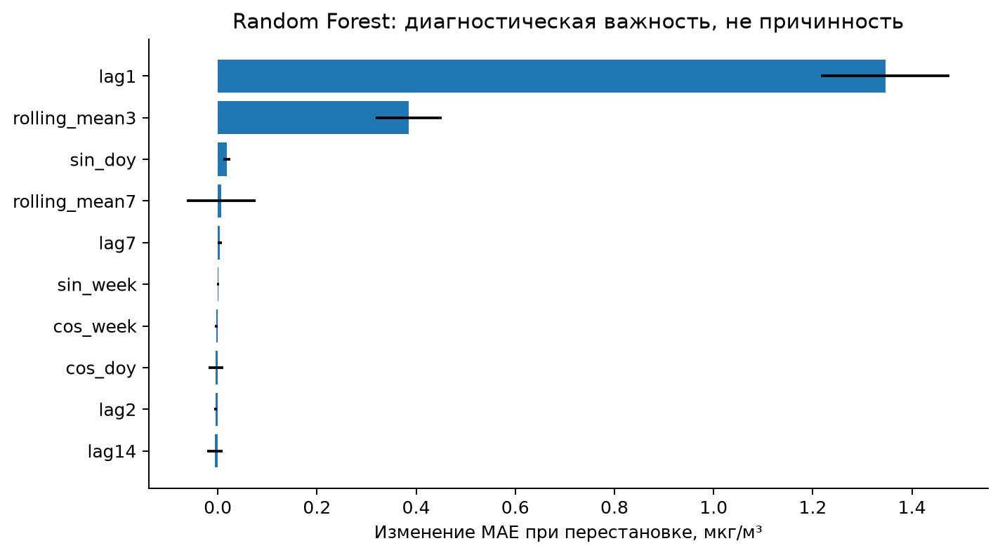 Random Forest: диагностическая важность, не причинность
lag1
rolling_mean3
sin_doy
rolling_mean7
lag7
sin_week
cos_week
cos_doy
lag2
lag14
0.0 0.2 0.4 0.6 0.8 1.0 1.2 1.4
Изменение MAE при перестановке, мкг/м³